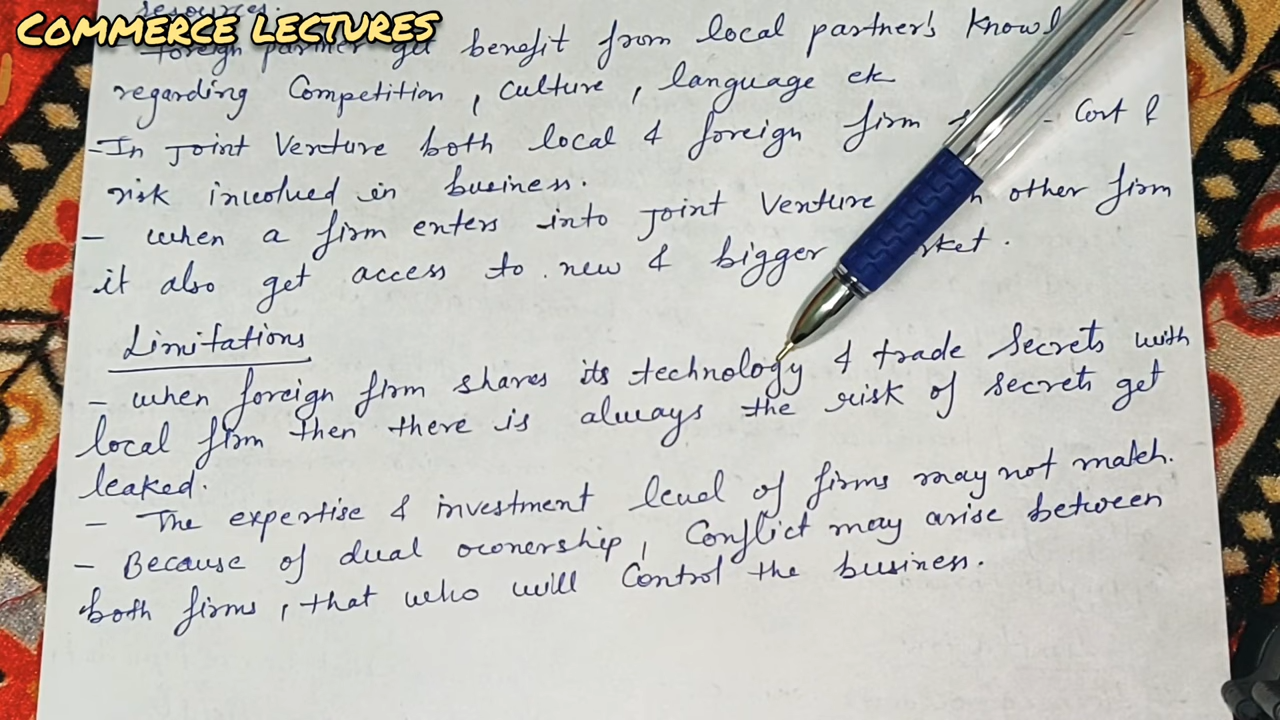 resources.
COMMERCE LECTURES
- foreign partner get benefit from local partner's
regarding Competition, culture, language etc
- In Joint Venture both local & foreign firm - Cost &
risk involved in business.
- when a firm enters into Joint Venture other firm
it also get access to new & bigger
Limitations
- when foreign firm shares its technology & trade secrets with
local firm then there is always the risk of secrets get
leaked.
- The expertise & investment level of firms may not match.
- Because of dual ownership, Conflict may arise between
both firms, that who will Control the business.